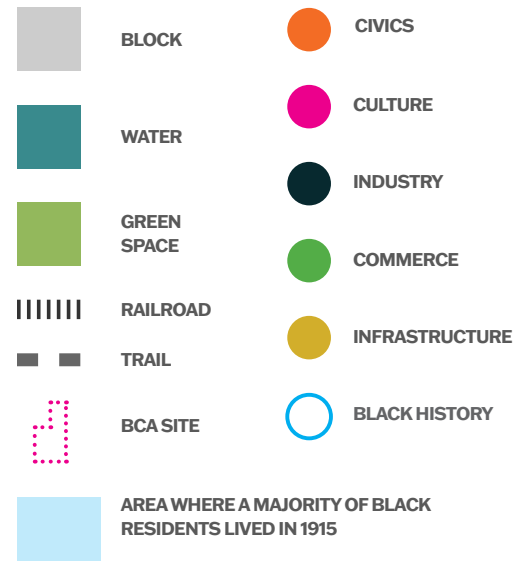 BLOCK
WATER
GREEN
SPACE
RAILROAD
TRAIL
BCA SITE
AREA WHERE A MAJORITY OF BLACK
RESIDENTS LIVED IN 1915
CIVICS
CULTURE
INDUSTRY
COMMERCE
INFRASTRUCTURE
BLACK HISTORY